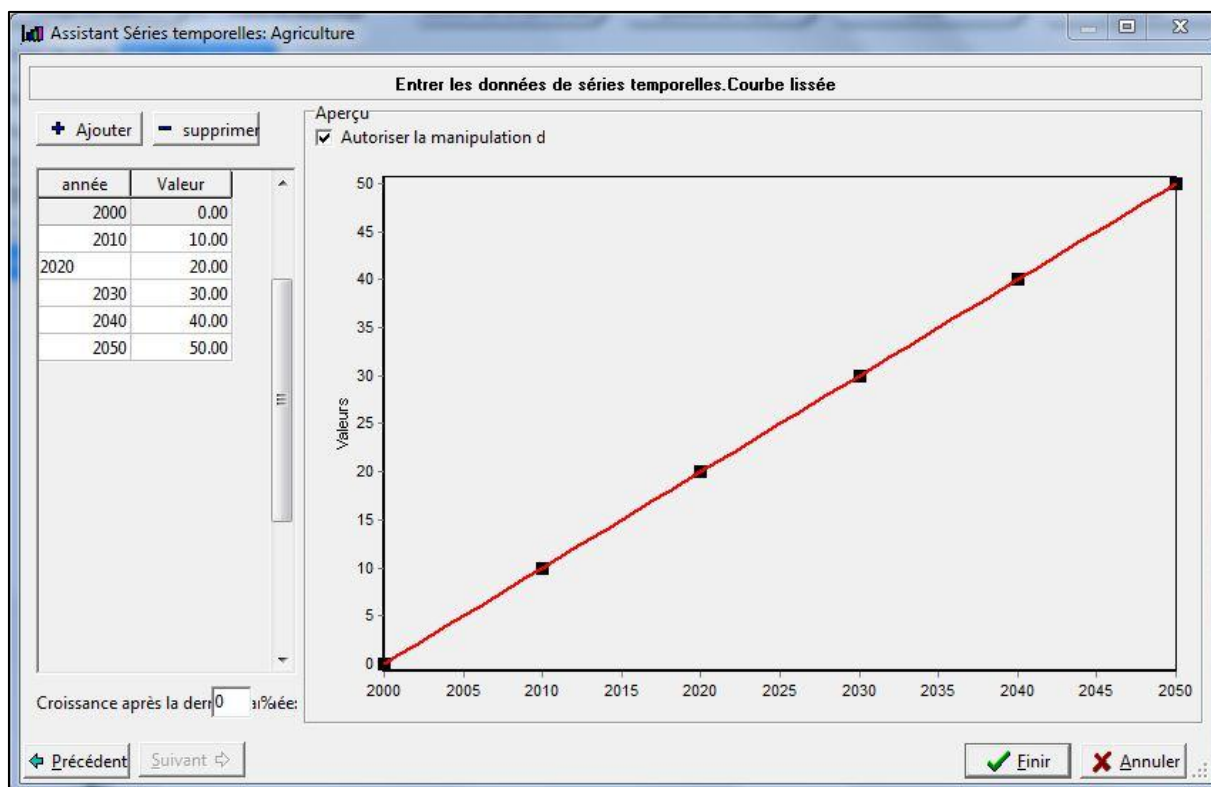 Assistant Séries temporelles: Agriculture
Entrer les données de séries temporelles.Courbe lissée
+ Ajouter
- supprimer
Aperçu
Autoriser la manipulation d
année Valeur
2000 0.00
2010 10.00
2020 20.00
2030 30.00
2040 40.00
2050 50.00
Valeurs
50
45
40
35
30
25
20
15
10
5
0
2000 2005 2010 2015 2020 2025 2030 2035 2040 2045 2050
Croissance après la derr 0 %ée:
Précédent
Suivant
Finir
Annuler